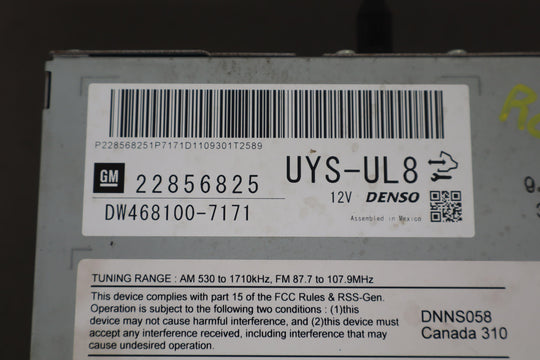 P228568251P7171D1109301T2589
GM 22856825 UYS-UL8
12V DENSO
DW468100-7171
Assembled in Mexico
TUNING RANGE : AM 530 to 1710kHz, FM 87.7 to 107.9MHz
This device complies with part 15 of the FCC Rules & RSS-Gen.
Operation is subject to the following two conditions : (1)this
device may not cause harmful interference, and (2)this device must
accept any interference received, including interference that may
cause undesired operation.
DNNS058
Canada 310